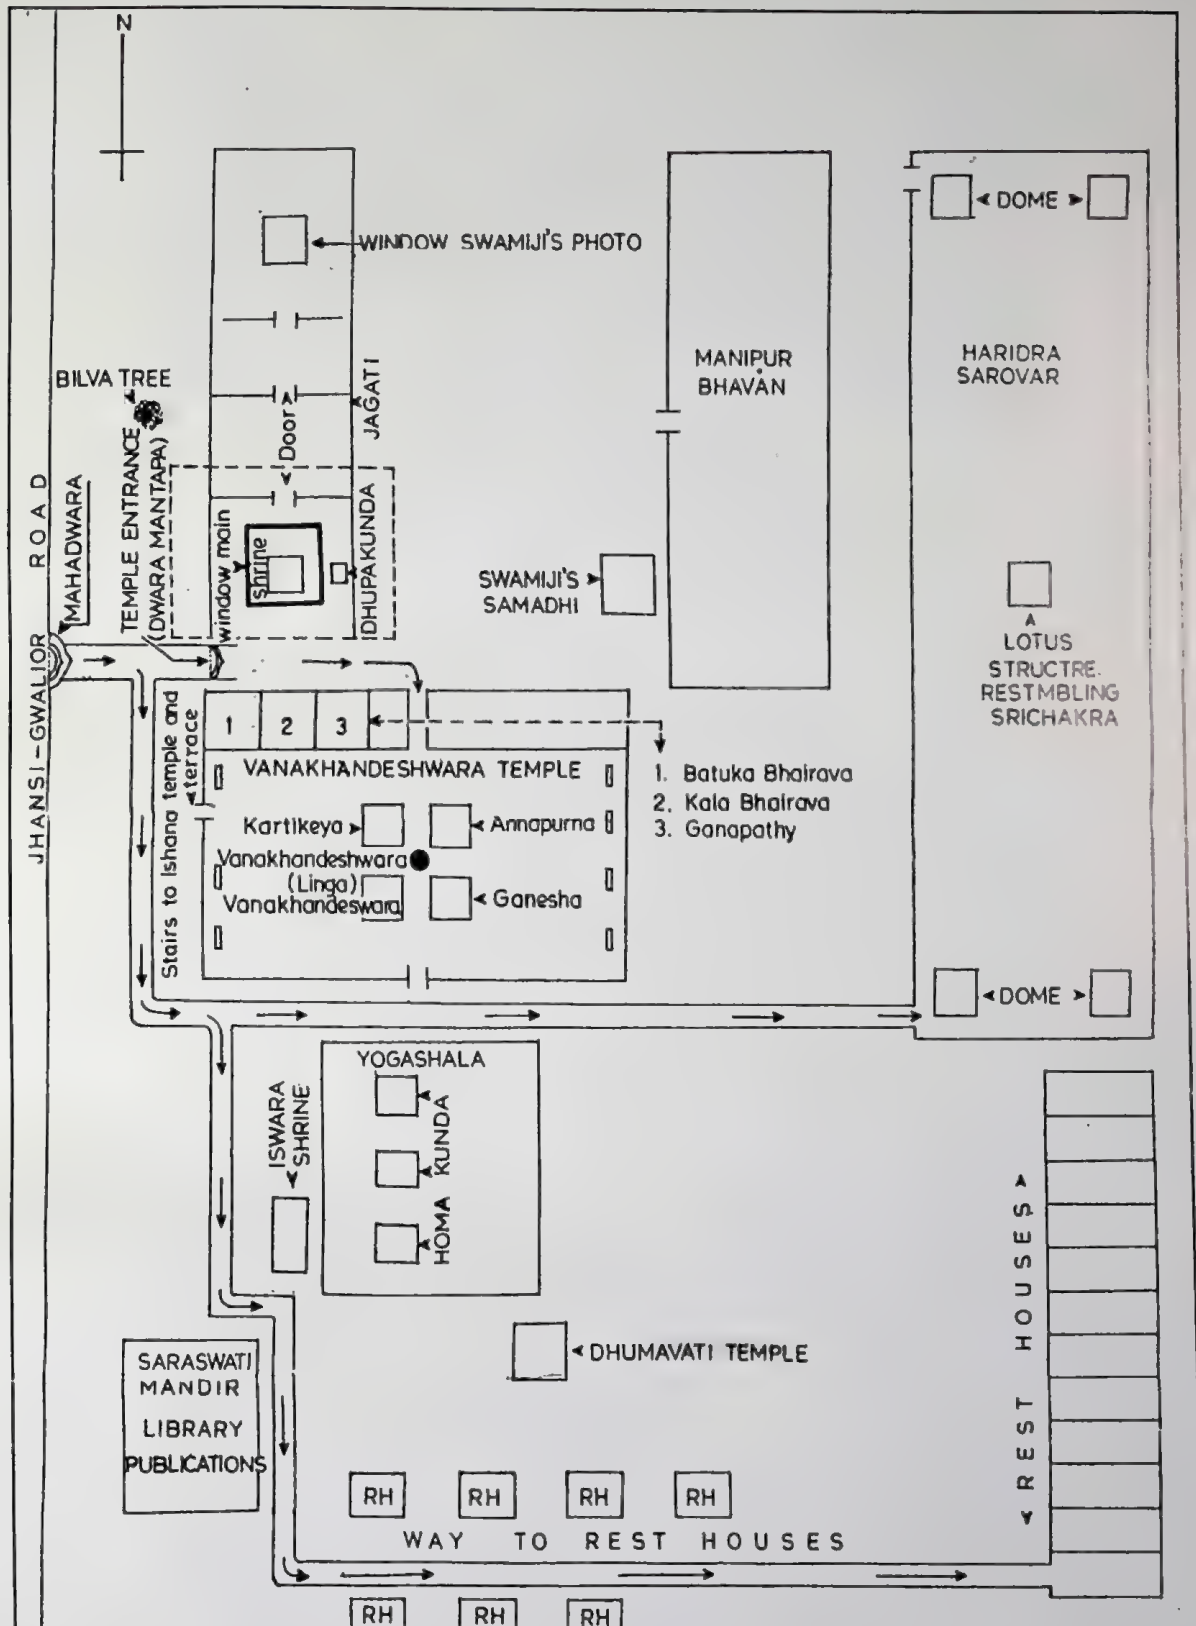 N
WINDOW SWAMIJI'S PHOTO
BILVA TREE
JAGATI
Door
MANIPUR
BHAVAN
◄ DOME ►
HARIDRA
SAROVAR
JHANSI-GWALIOR ROAD
MAHADWARA
TEMPLE ENTRANCE
(DWARA MANTAPA)
window main
shrine
DHUPAKUNDA
SWAMIJI'S
SAMADHI
LOTUS
STRUCTRE
RESTMBLING
SRICHAKRA
Stairs to Ishana temple and
terrace
1 2 3
VANAKHANDESHWARA TEMPLE
1. Batuka Bhairava
2. Kala Bhairava
3. Ganapathy
Kartikeya
Annapurna
Vanakhandeshwara
(Linga)
Vanakhandeswara
Ganesha
◄ DOME ►
YOGASHALA
ISWARA
SHRINE
HOMA KUNDA
REST HOUSES
DHUMAVATI TEMPLE
SARASWATI
MANDIR
LIBRARY
PUBLICATIONS
RH RH RH RH
WAY TO REST HOUSES
RH RH RH